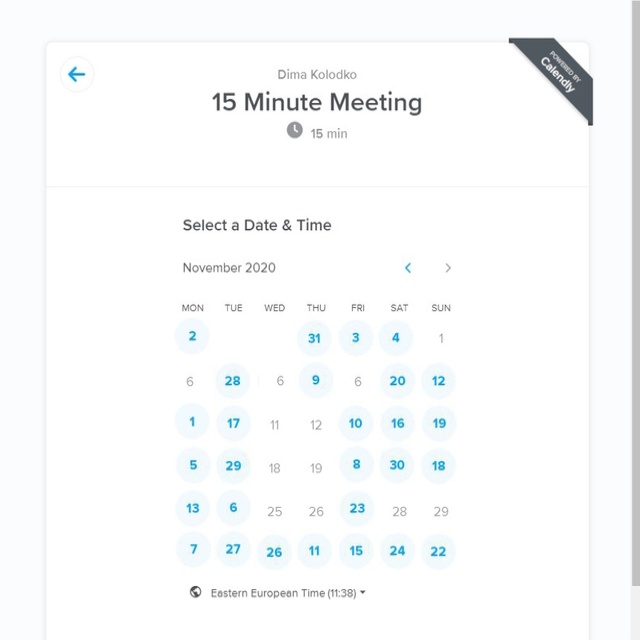 Dima Kolodko
15 Minute Meeting
15 min
POWERED BY
Calendly
Select a Date & Time
November 2020
MON TUE WED THU FRI SAT SUN
2 31 3 4 1
6 28 6 9 6 20 12
1 17 11 12 10 16 19
5 29 18 19 8 30 18
13 6 25 26 23 28 29
7 27 26 11 15 24 22
Eastern European Time (11:38)